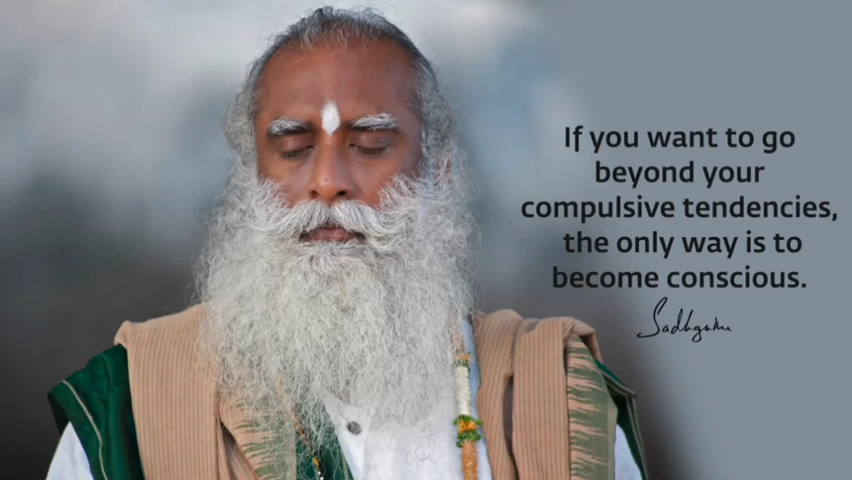 If you want to go
beyond your
compulsive tendencies,
the only way is to
become conscious.
Sadhguru